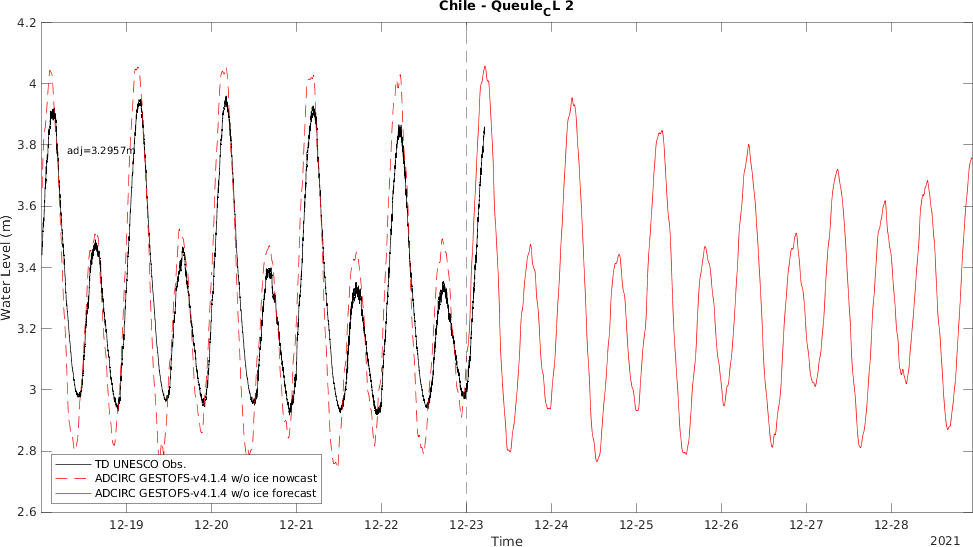 Chile - Queule_CL 2
4.2
4
3.8
3.6
3.4
3.2
3
2.8
2.6
Water Level (m)
adj=3.2957m
TD UNESCO Obs.
ADCIRC GESTOFS-v4.1.4 w/o ice nowcast
ADCIRC GESTOFS-v4.1.4 w/o ice forecast
12-19
12-20
12-21
12-22
12-23
12-24
12-25
12-26
12-27
12-28
Time
2021